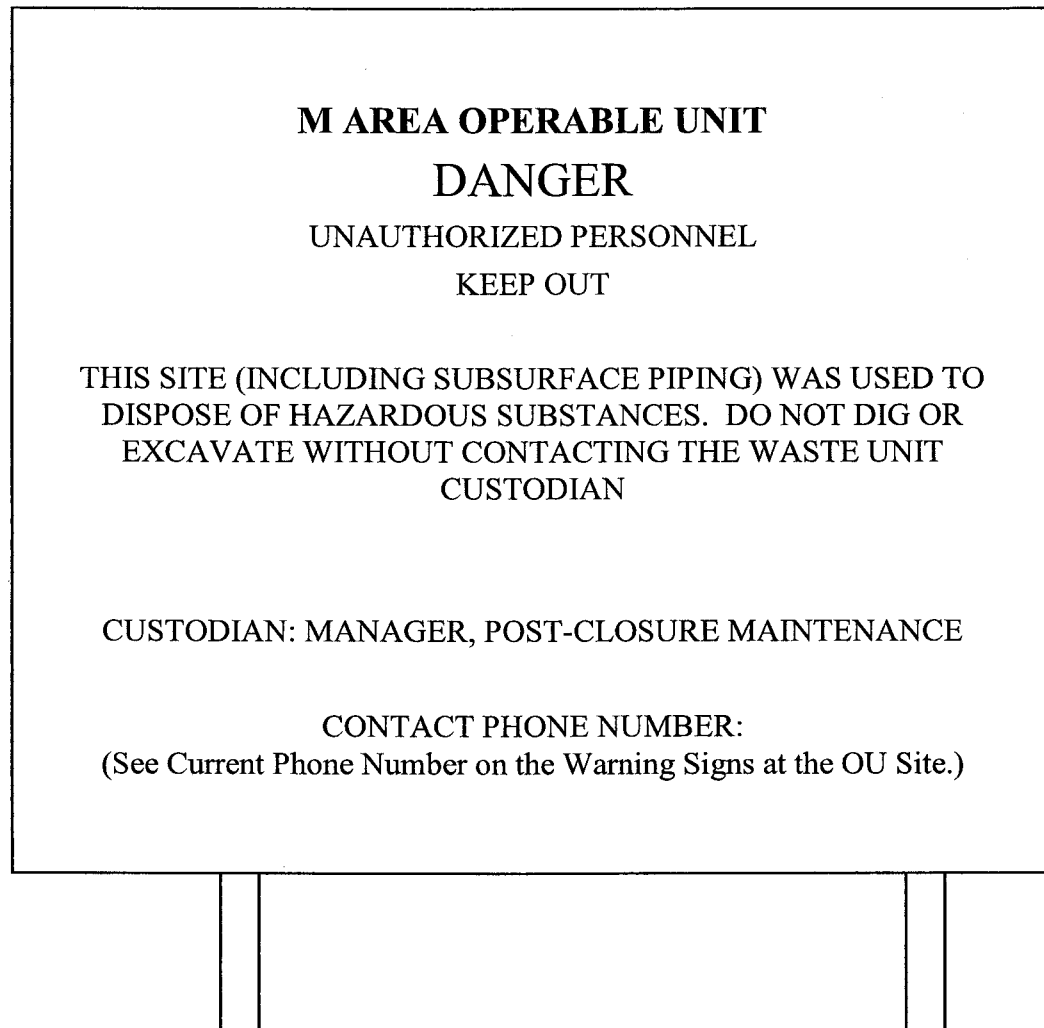 M AREA OPERABLE UNIT
DANGER
UNAUTHORIZED PERSONNEL
KEEP OUT
THIS SITE (INCLUDING SUBSURFACE PIPING) WAS USED TO
DISPOSE OF HAZARDOUS SUBSTANCES.  DO NOT DIG OR
EXCAVATE WITHOUT CONTACTING THE WASTE UNIT
CUSTODIAN
CUSTODIAN: MANAGER, POST-CLOSURE MAINTENANCE
CONTACT PHONE NUMBER:
(See Current Phone Number on the Warning Signs at the OU Site.)